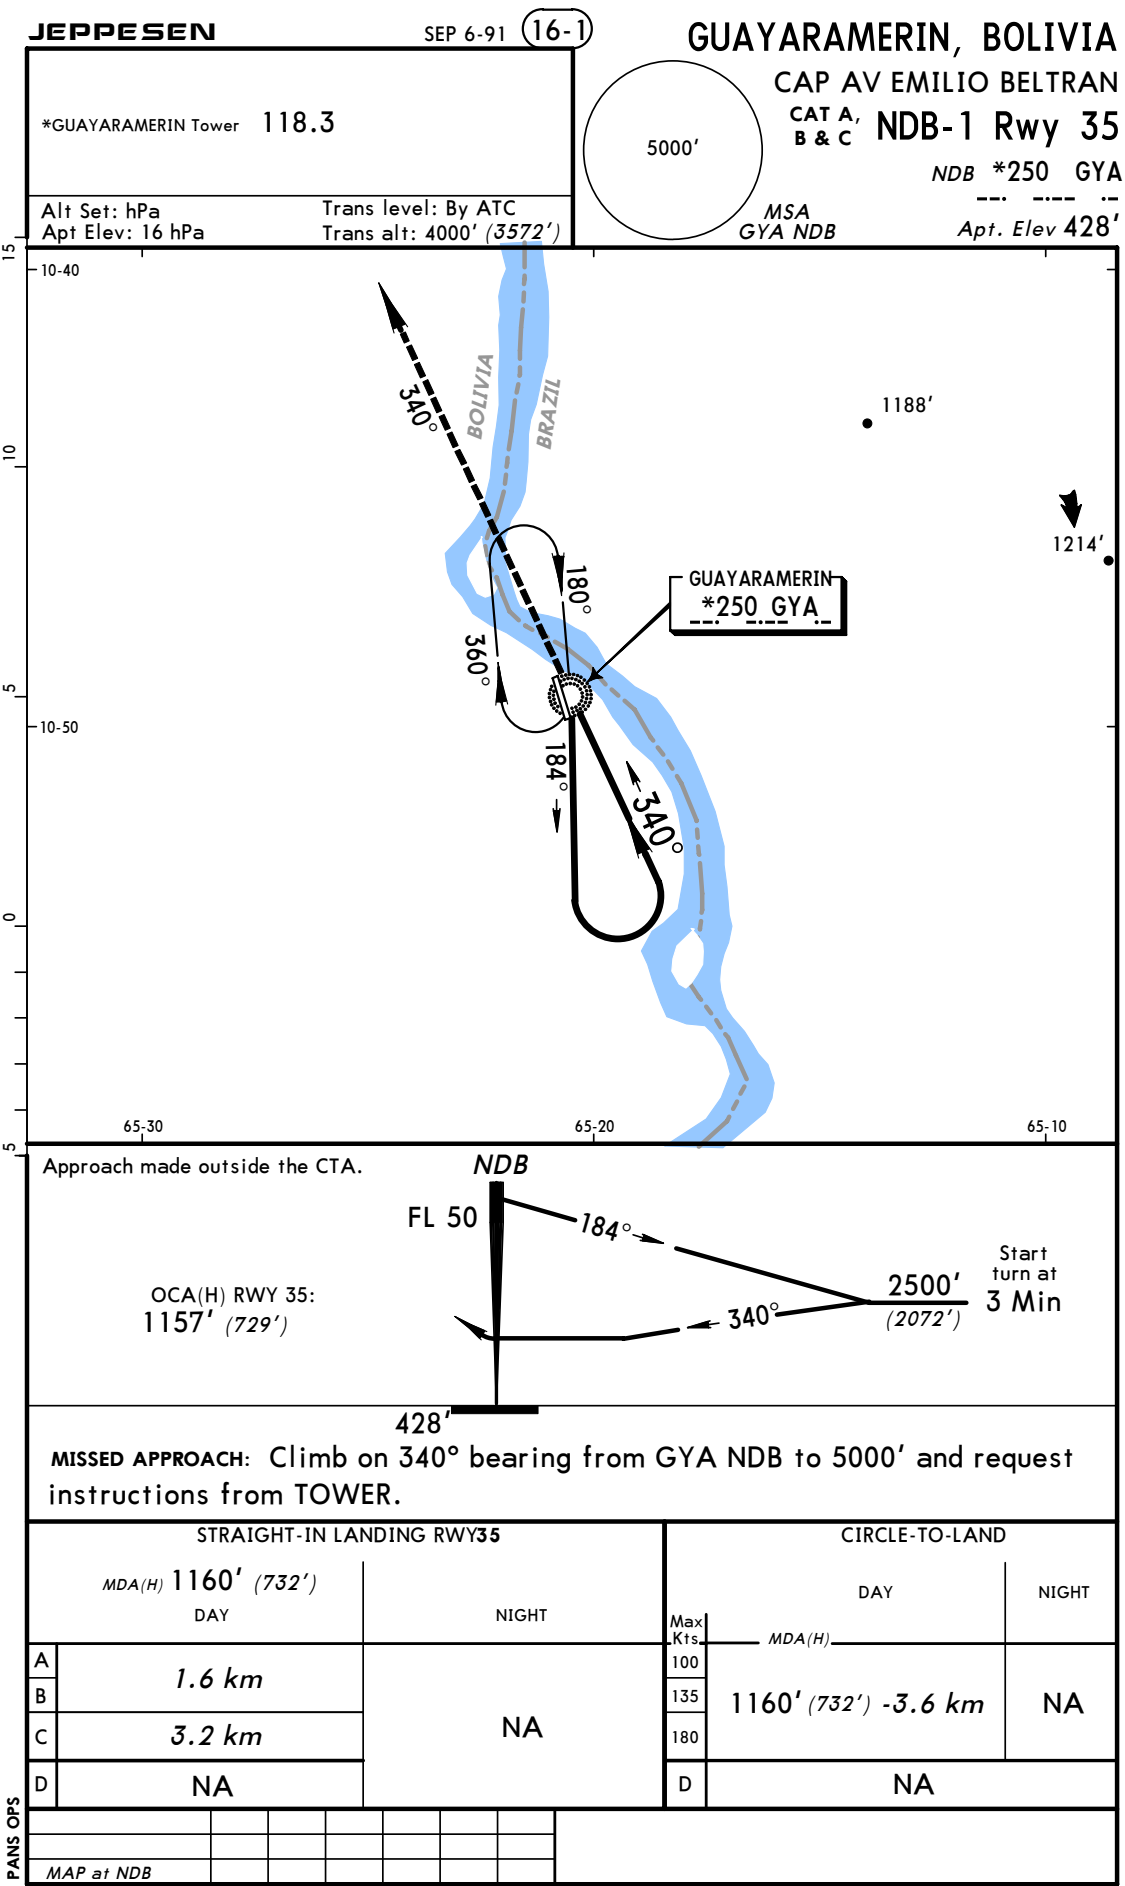 JEPPESEN SEP 6-91 16-1 GUAYARAMERIN, BOLIVIA
CAP AV EMILIO BELTRAN
CAT A, B & C NDB-1 Rwy 35
NDB *250 GYA
Apt. Elev 428'
*GUAYARAMERIN Tower 118.3
5000'
MSA
GYA NDB
Alt Set: hPa Trans level: By ATC
Apt Elev: 16 hPa Trans alt: 4000' (3572')
15
10-40
340°
BOLIVIA
BRAZIL
1188'
10
1214'
180°
GUAYARAMERIN
*250 GYA
360°
5
10-50
184°
340°
0
65-30 65-20 65-10
5
Approach made outside the CTA. NDB
FL 50
184°
Start
turn at
3 Min
2500'
(2072')
OCA(H) RWY 35:
1157' (729')
340°
428'
MISSED APPROACH: Climb on 340° bearing from GYA NDB to 5000' and request
instructions from TOWER.
STRAIGHT-IN LANDING RWY35 CIRCLE-TO-LAND
MDA(H) 1160' (732')
DAY NIGHT
DAY NIGHT
Max
Kts MDA(H)
A 1.6 km
B
C 3.2 km
NA
D NA
100
135 1160' (732') -3.6 km NA
180
D NA
PANS OPS
MAP at NDB